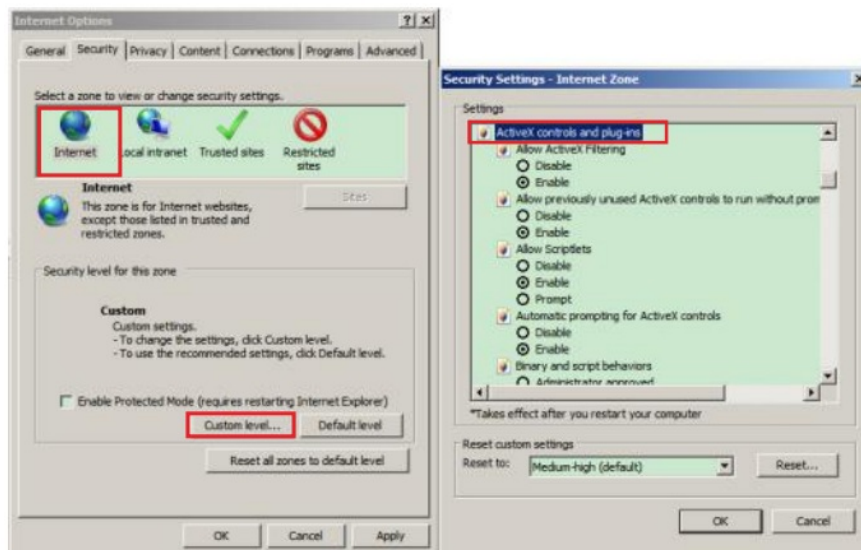 Internet Options
General Security Privacy Content Connections Programs Advanced
Select a zone to view or change security settings.
Internet Local intranet Trusted sites Restricted sites
Internet
This zone is for Internet websites,
except those listed in trusted and
restricted zones.
Sites
Security level for this zone
Custom
Custom settings.
- To change the settings, click Custom level.
- To use the recommended settings, click Default level.
Enable Protected Mode (requires restarting Internet Explorer)
Custom level... Default level
Reset all zones to default level
OK Cancel Apply
Security Settings - Internet Zone
Settings
ActiveX controls and plug-ins
Allow ActiveX Filtering
Disable
Enable
Allow previously unused ActiveX controls to run without prom
Disable
Enable
Allow Scriptlets
Disable
Enable
Prompt
Automatic prompting for ActiveX controls
Disable
Enable
Binary and script behaviors
Administrator approved
*Takes effect after you restart your computer
Reset custom settings
Reset to: Medium-high (default) Reset...
OK Cancel